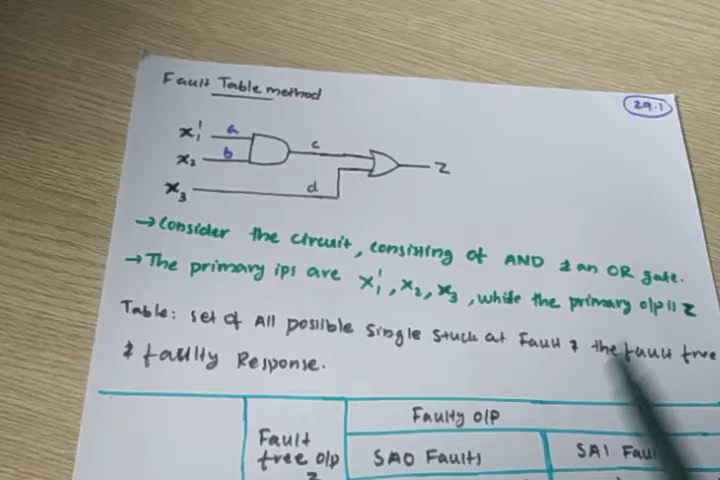 Fault Table method
29.1
x₁' a
c
x₂ b
z
x₃ d
→ Consider the circuit, consisting of AND & an OR gate.
→ The primary ips are x₁', x₂, x₃, while the primary o/p is z
Table: Set of All possible Single Stuck at Fault & the fault free
& faulty Response.
Faulty O/P
Fault
free o/p
z
SA0 Faults
SA1 Faul